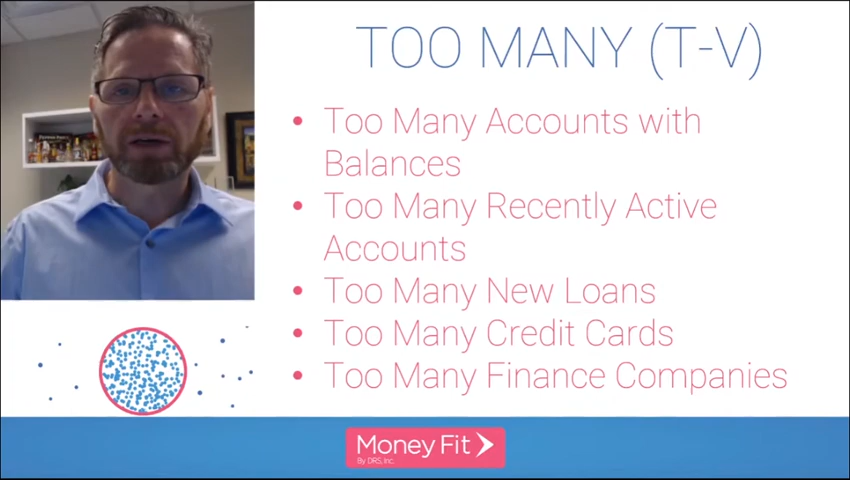 TOO MANY (T-V)
• Too Many Accounts with
Balances
• Too Many Recently Active
Accounts
• Too Many New Loans
• Too Many Credit Cards
• Too Many Finance Companies
Money Fit
By DRS, Inc.